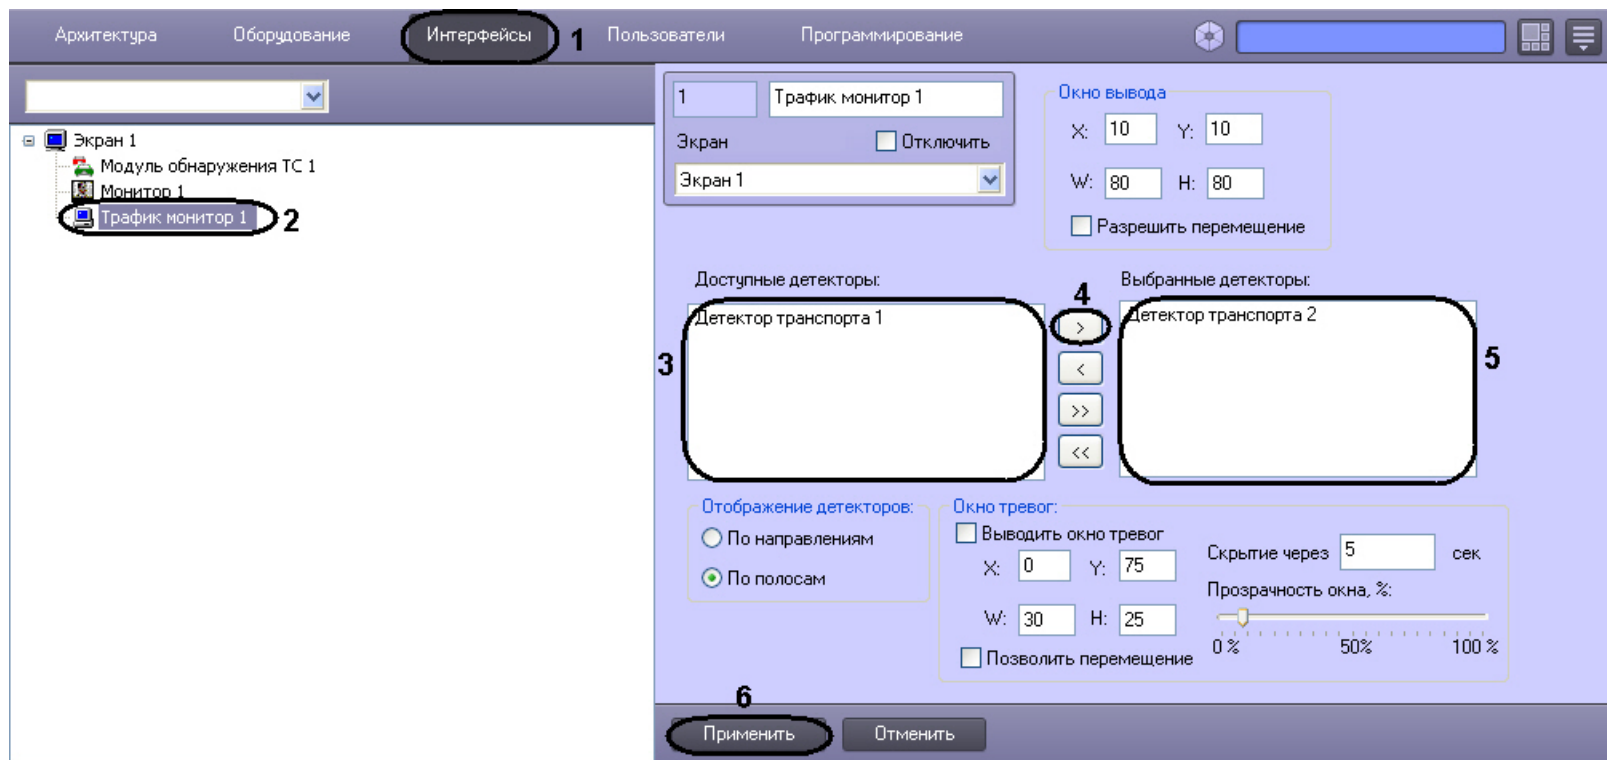 Архитектура Оборудование Интерфейсы 1 Пользователи Программирование
1 Трафик монитор 1
Экран Отключить
Экран 1
Окно вывода
X: 10 Y: 10
W: 80 H: 80
Разрешить перемещение
Экран 1
Модуль обнаружения ТС 1
Монитор 1
Трафик монитор 1 2
Доступные детекторы: 4 Выбранные детекторы:
Детектор транспорта 1 > Детектор транспорта 2
3 < 5
>>
<<
Отображение детекторов:
По направлениям
По полосам
Окно тревог:
Выводить окно тревог
X: 0 Y: 75
W: 30 H: 25
Позволить перемещение
Скрытие через 5 сек
Прозрачность окна, %:
0 % 50% 100 %
6
Применить Отменить